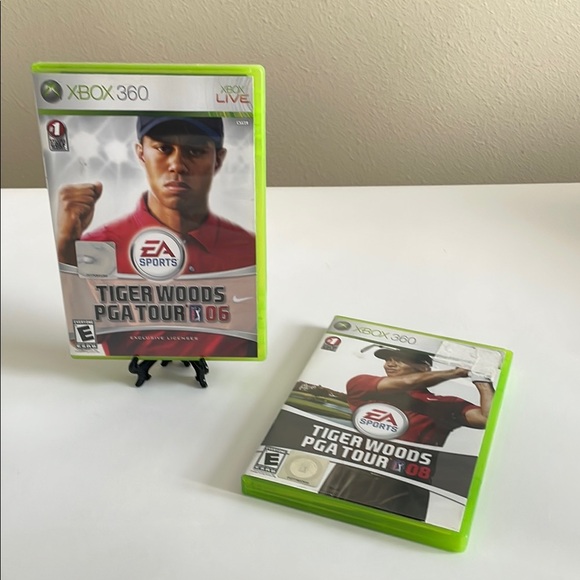 XBOX 360
XBOX
LIVE
#1
EA
SPORTS
TIGER WOODS
PGA TOUR 06
EXCLUSIVE LICENSEE
E
XBOX 360
EA
SPORTS
TIGER WOODS
PGA TOUR 08
E